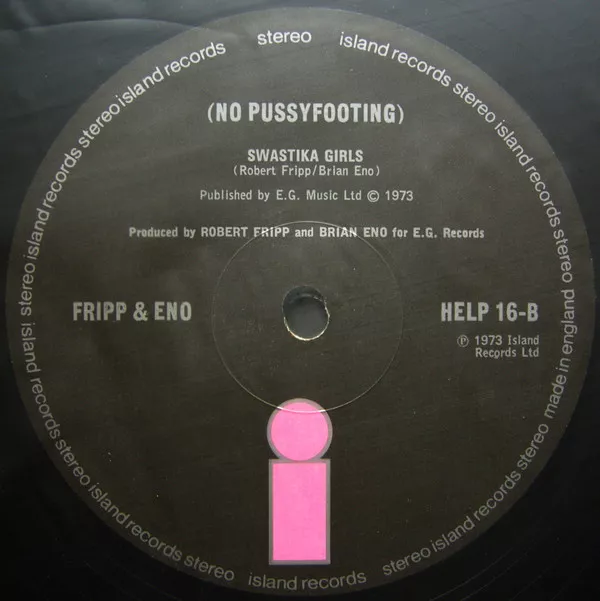 stereo island records stereo island records stereo island records stereo made in england stereo island records stereo island records stereo island records stereo island records
(NO PUSSYFOOTING)
SWASTIKA GIRLS
(Robert Fripp/Brian Eno)
Published by E.G. Music Ltd © 1973
Produced by ROBERT FRIPP and BRIAN ENO for E.G. Records
FRIPP & ENO
HELP 16-B
℗ 1973 Island
Records Ltd
i